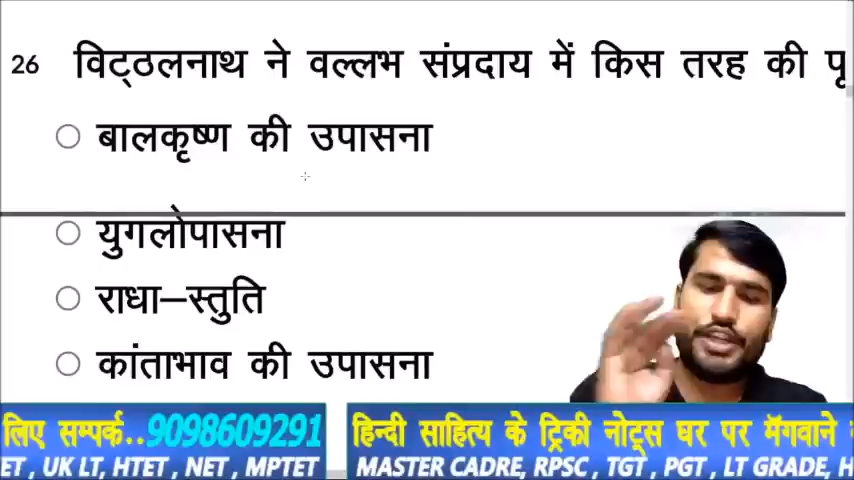 26 विट्ठलनाथ ने वल्लभ संप्रदाय में किस तरह की पू
बालकृष्ण की उपासना
युगलोपासना
राधा–स्तुति
कांताभाव की उपासना
लिए सम्पर्क..9098609291
हिन्दी साहित्य के ट्रिकी नोट्स घर पर मँगवाने
ET , UK LT, HTET , NET , MPTET
MASTER CADRE, RPSC , TGT , PGT , LT GRADE, H